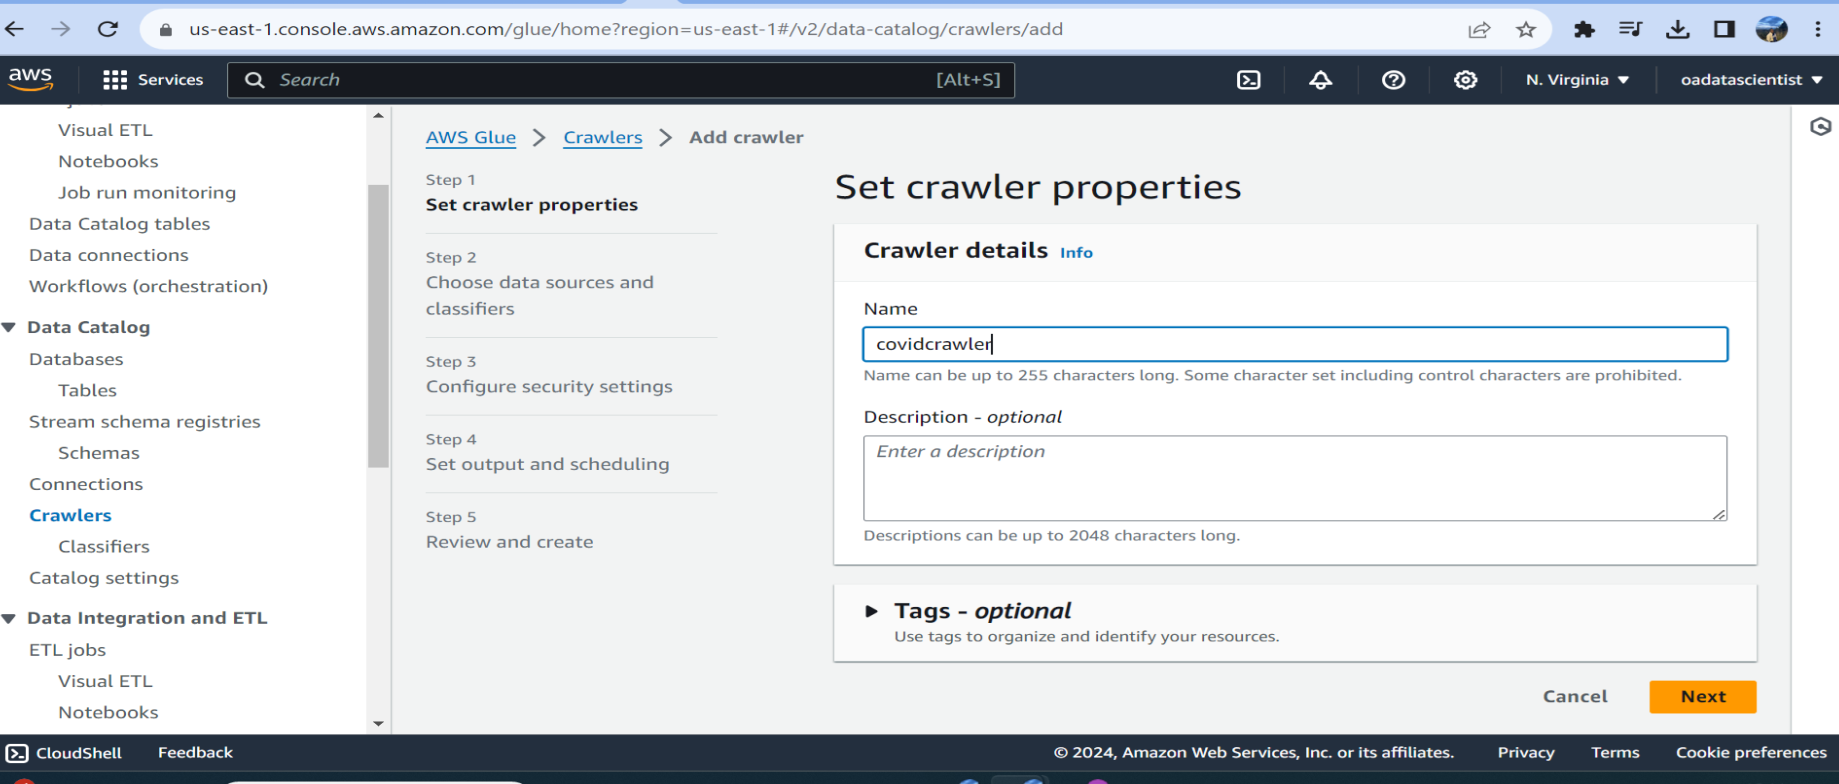 us-east-1.console.aws.amazon.com/glue/home?region=us-east-1#/v2/data-catalog/crawlers/add
aws
Services
Search
[Alt+S]
N. Virginia
oadatascientist
Visual ETL
Notebooks
Job run monitoring
Data Catalog tables
Data connections
Workflows (orchestration)
Data Catalog
Databases
Tables
Stream schema registries
Schemas
Connections
Crawlers
Classifiers
Catalog settings
Data Integration and ETL
ETL jobs
Visual ETL
Notebooks
AWS Glue
Crawlers
Add crawler
Step 1
Set crawler properties
Step 2
Choose data sources and
classifiers
Step 3
Configure security settings
Step 4
Set output and scheduling
Step 5
Review and create
Set crawler properties
Crawler details Info
Name
covidcrawler
Name can be up to 255 characters long. Some character set including control characters are prohibited.
Description - optional
Enter a description
Descriptions can be up to 2048 characters long.
Tags - optional
Use tags to organize and identify your resources.
Cancel
Next
CloudShell
Feedback
© 2024, Amazon Web Services, Inc. or its affiliates.
Privacy
Terms
Cookie preferences